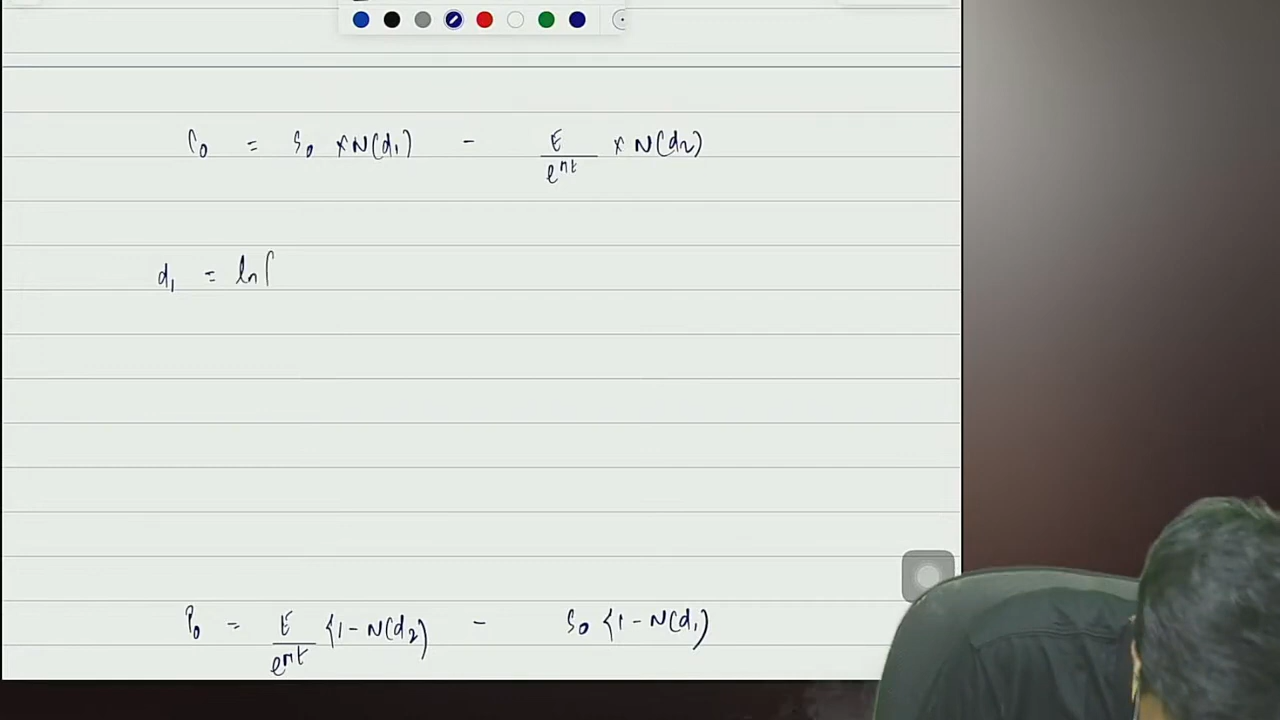 C₀ = S₀ × N(d₁) - E/e^rt × N(d₂)
d₁ = ln(
P₀ = E/e^rt {1 - N(d₂) - S₀ {1 - N(d₁)